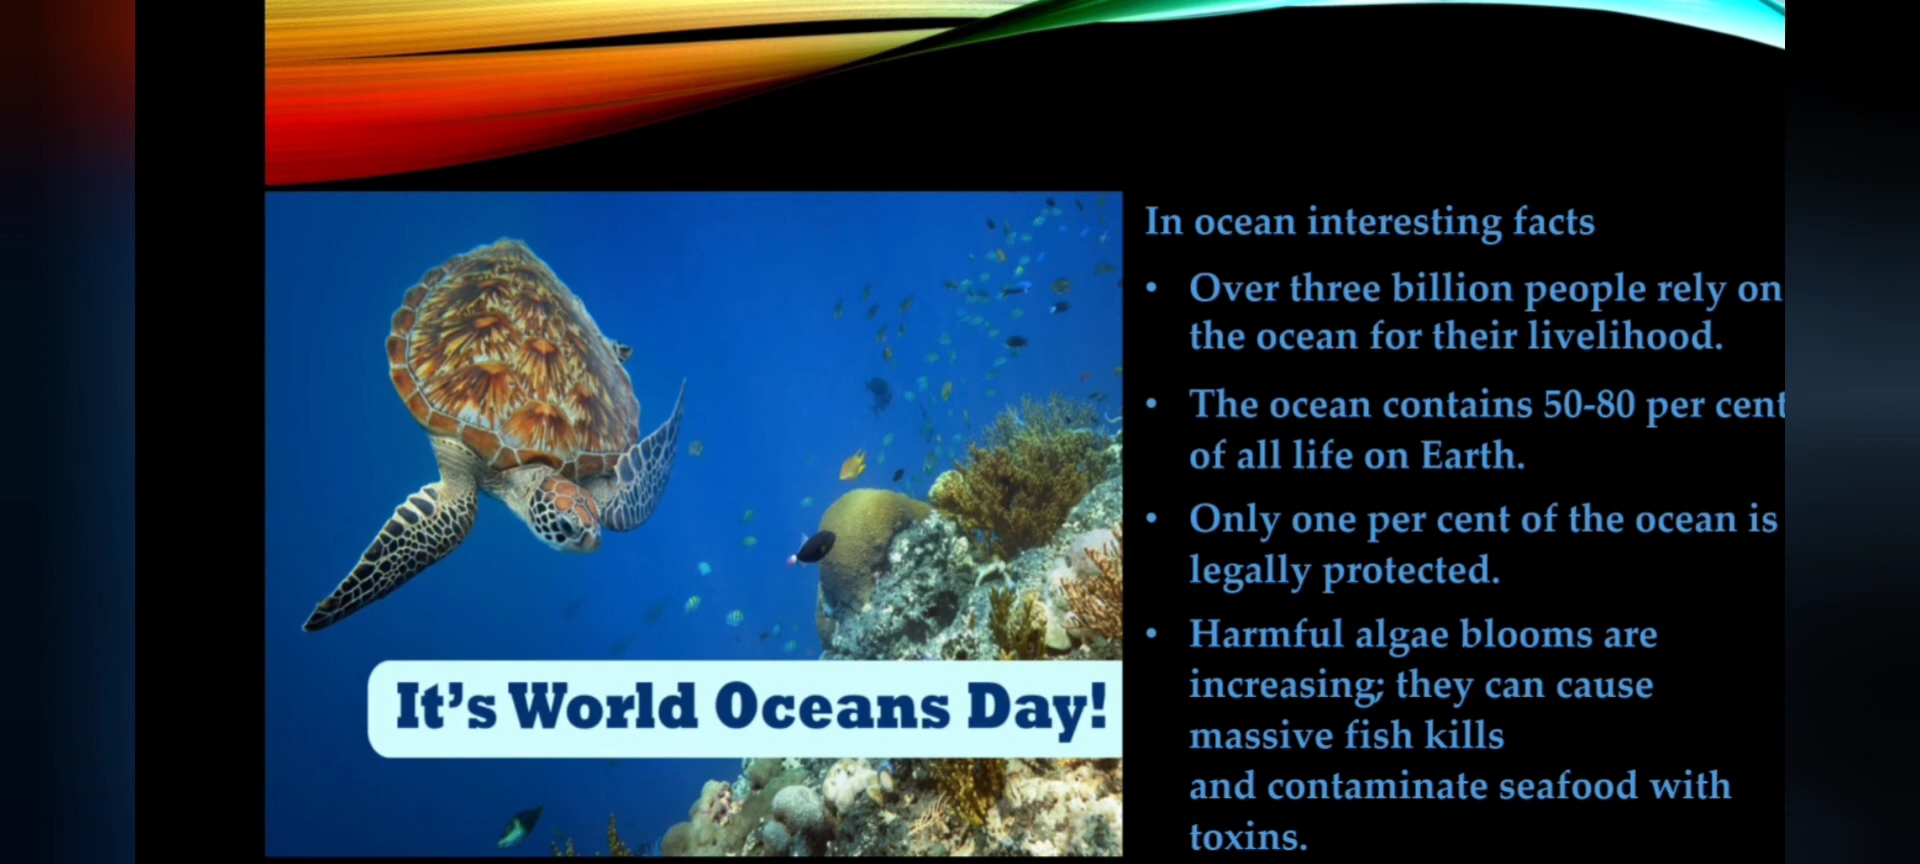 In ocean interesting facts
• Over three billion people rely on
the ocean for their livelihood.
• The ocean contains 50-80 per cent
of all life on Earth.
• Only one per cent of the ocean is
legally protected.
• Harmful algae blooms are
increasing; they can cause
massive fish kills
and contaminate seafood with
toxins.
It's World Oceans Day!